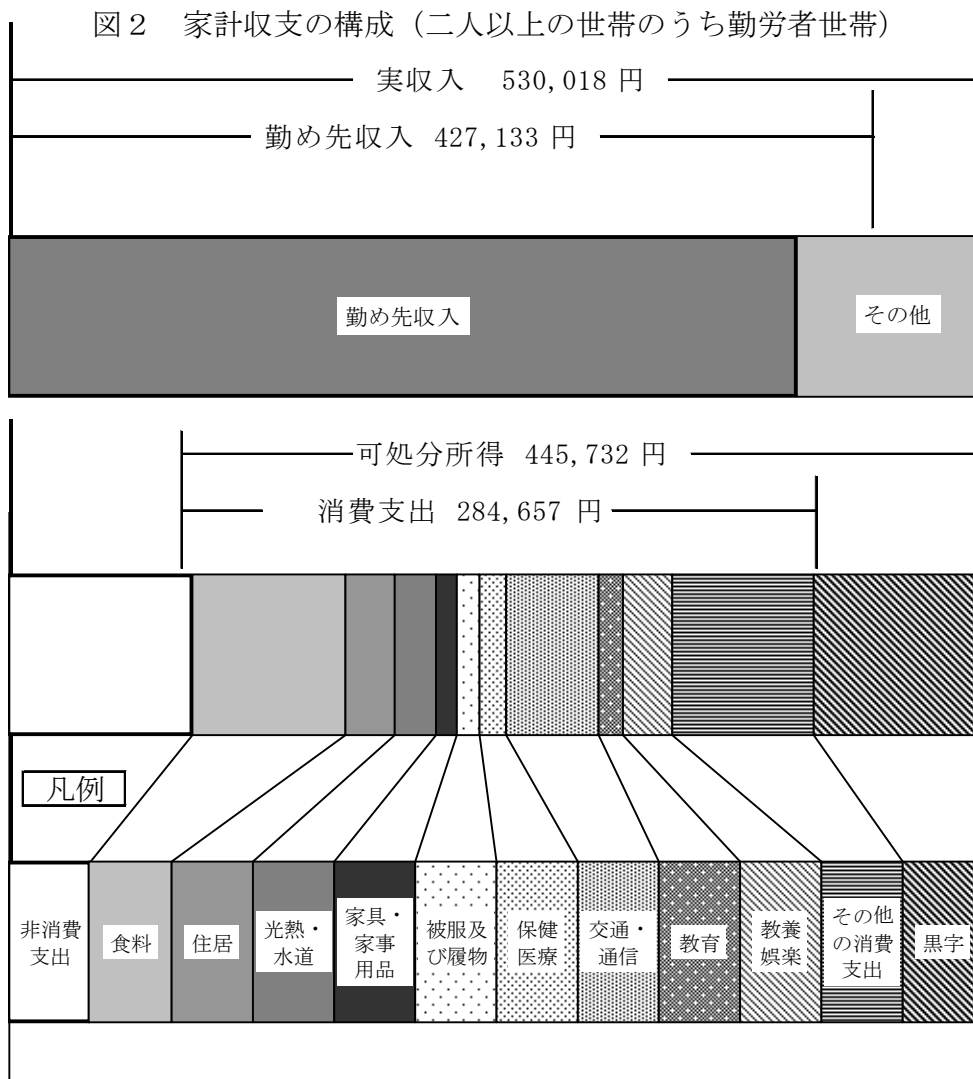 図２　家計収支の構成（二人以上の世帯のうち勤労者世帯）
実収入　530,018 円
勤め先収入 427,133 円
勤め先収入
その他
可処分所得 445,732 円
消費支出 284,657 円
凡例
非消費
支出
食料
住居
光熱・
水道
家具・
家事
用品
被服及
び履物
保健
医療
交通・
通信
教育
教養
娯楽
その他
の消費
支出
黒字